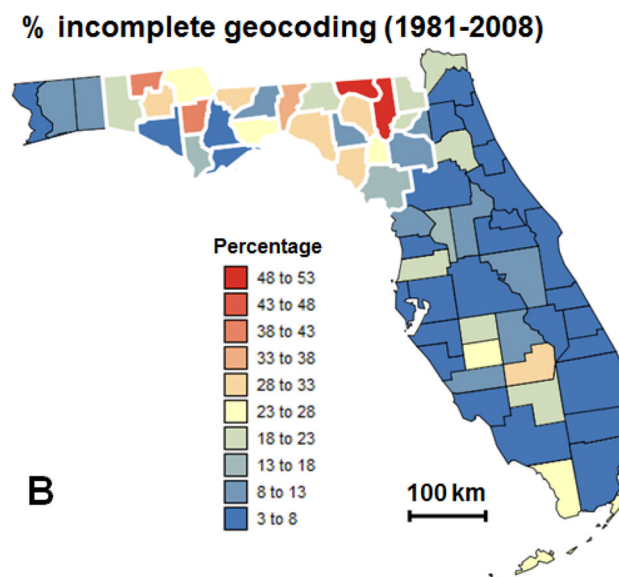 % incomplete geocoding (1981-2008)
Percentage
48 to 53
43 to 48
38 to 43
33 to 38
28 to 33
23 to 28
18 to 23
13 to 18
8 to 13
3 to 8
B
100 km